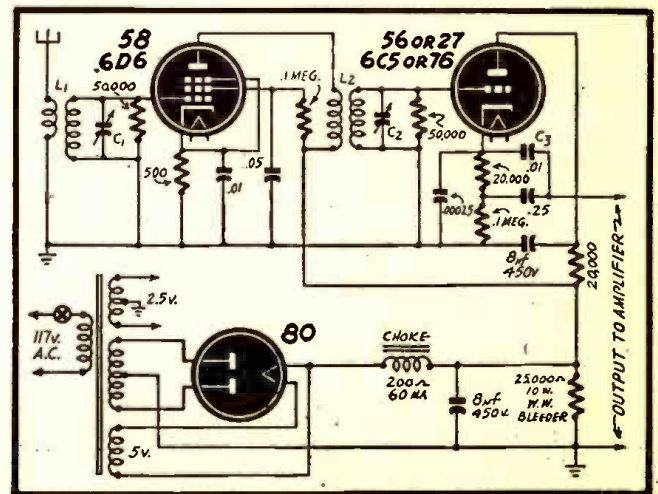 58
.6D6
56 OR 27
6C5 OR 76
L1
50,000
C1
500
.01
.05
.1 MEG.
L2
C2
50,000
C3
.01
20,000
.00025
.25
.1 MEG.
8µf
450V
20,000
OUTPUT TO AMPLIFIER
117v.
A.C.
2.5v.
5v.
80
CHOKE
200Ω
60 MA
8µf
450v.
25,000Ω
10 W.
W.W.
BLEEDER